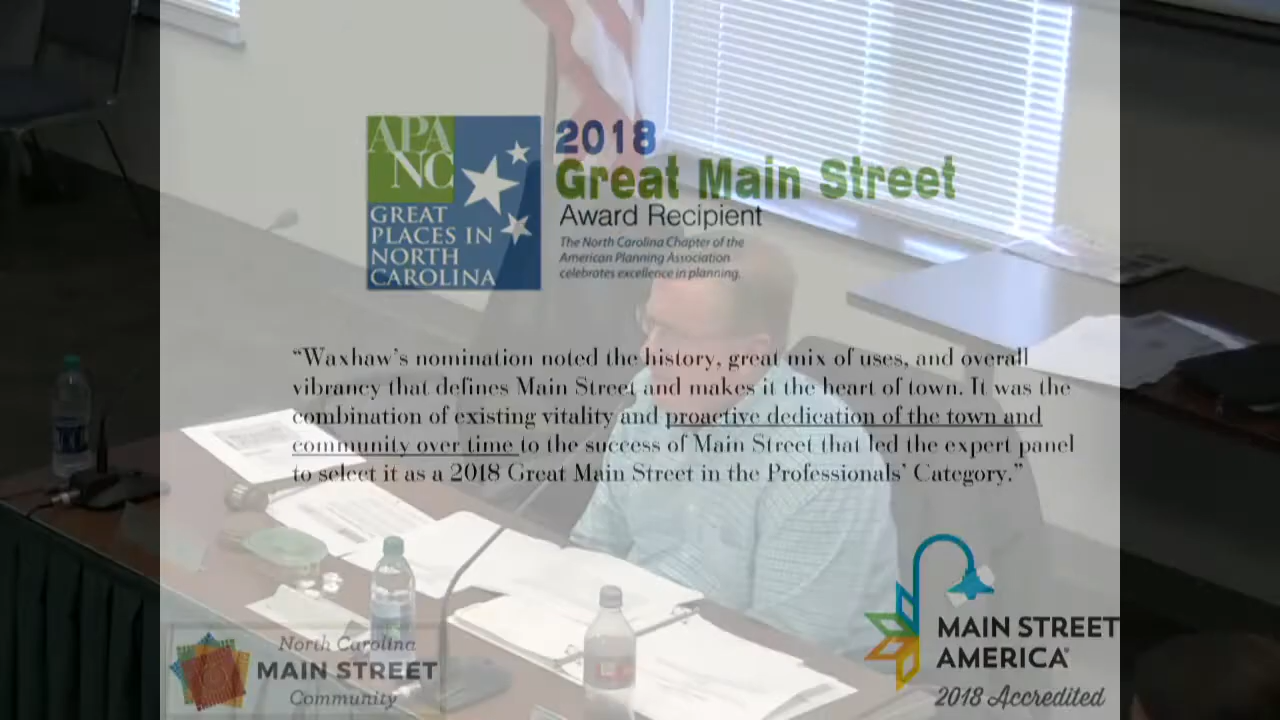 APA
NC
GREAT
PLACES IN
NORTH
CAROLINA
2018
Great Main Street
Award Recipient
The North Carolina Chapter of the
American Planning Association
celebrates excellence in planning.
“Waxhaw’s nomination noted the history, great mix of uses, and overall
vibrancy that defines Main Street and makes it the heart of town. It was the
combination of existing vitality and proactive dedication of the town and
community over time to the success of Main Street that led the expert panel
to select it as a 2018 Great Main Street in the Professionals’ Category.”
North Carolina
MAIN STREET
Community
MAIN STREET
AMERICA
2018 Accredited